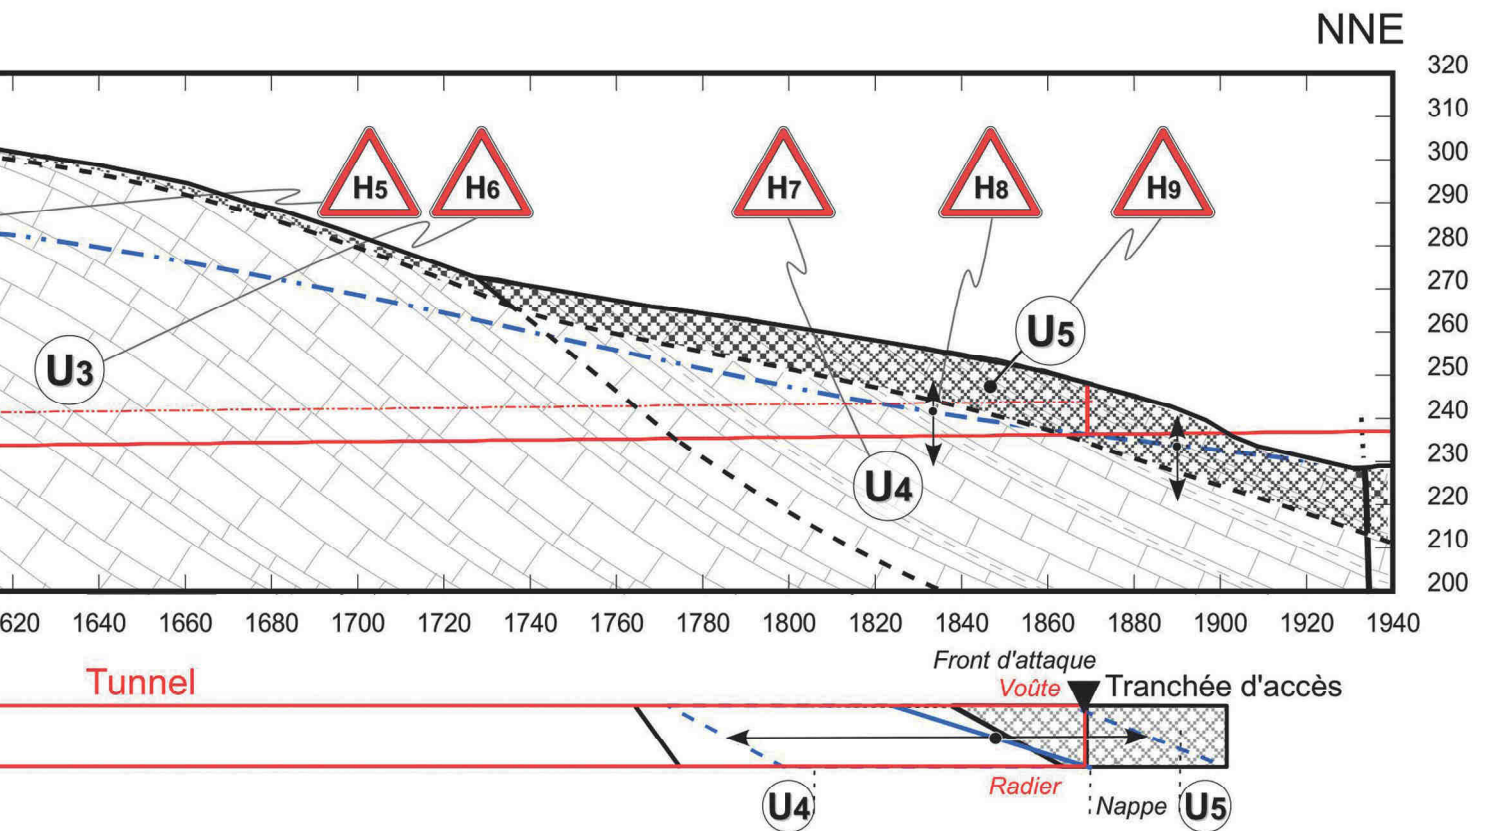 NNE
320
310
300
290
280
270
260
250
240
230
220
210
200
H5
H6
H7
H8
H9
U3
U5
U4
620 1640 1660 1680 1700 1720 1740 1760 1780 1800 1820 1840 1860 1880 1900 1920 1940
Front d'attaque
Tunnel
Voûte
Tranchée d'accès
Radier
U4
Nappe
U5